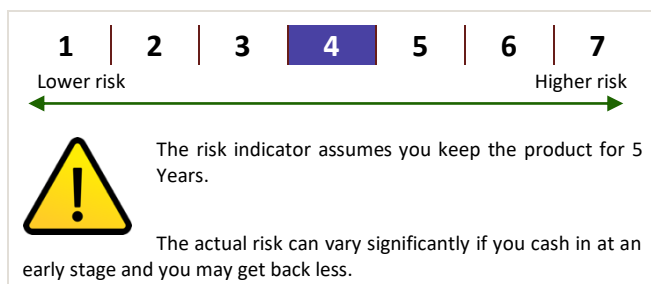 1 2 3 4 5 6 7
Lower risk Higher risk
The risk indicator assumes you keep the product for 5
Years.
The actual risk can vary significantly if you cash in at an
early stage and you may get back less.